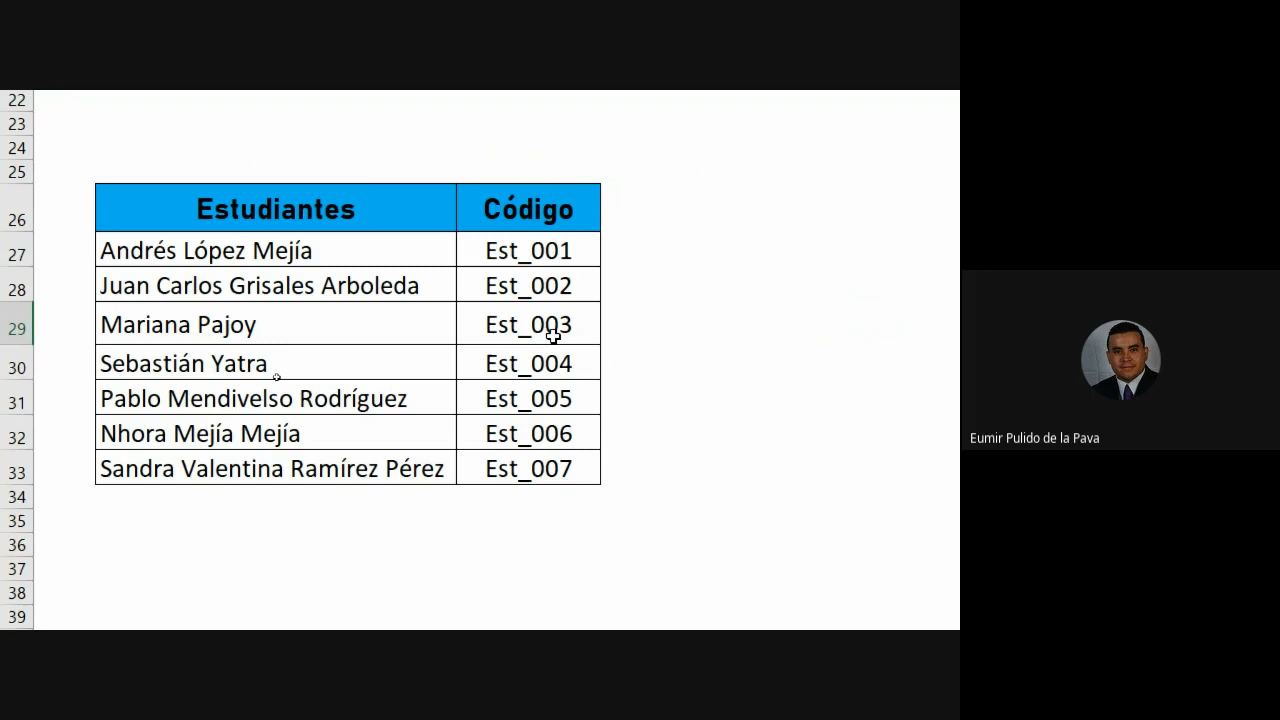 22
23
24
25
26 Estudiantes Código
27 Andrés López Mejía Est_001
28 Juan Carlos Grisales Arboleda Est_002
29 Mariana Pajoy Est_003
30 Sebastián Yatra Est_004
31 Pablo Mendivelso Rodríguez Est_005
32 Nhora Mejía Mejía Est_006
33 Sandra Valentina Ramírez Pérez Est_007
34
35
36
37
38
39
Eumir Pulido de la Pava